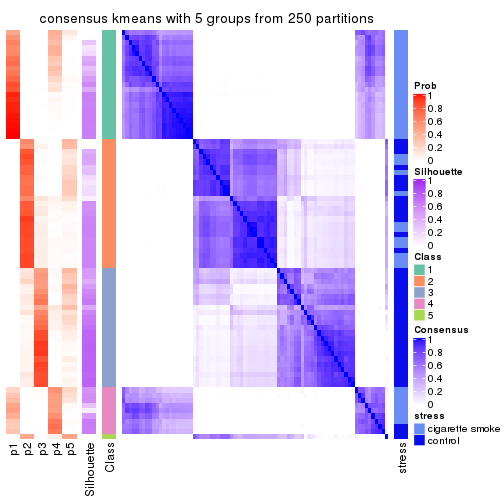 consensus kmeans with 5 groups from 250 partitions
Prob
1
0.8
0.6
0.4
0.2
0
Silhouette
1
0.8
0.6
0.4
0.2
0
Class
1
2
3
4
5
Consensus
1
0.8
0.6
0.4
0.2
0
stress
cigarette smoke
control
p1
p2
p3
p4
p5
Silhouette
Class
stress